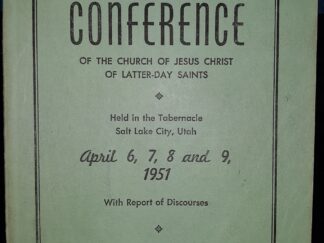 CONFERENCE
OF THE CHURCH OF JESUS CHRIST
OF LATTER-DAY SAINTS
Held in the Tabernacle
Salt Lake City, Utah
April 6, 7, 8 and 9,
1951
With Report of Discourses